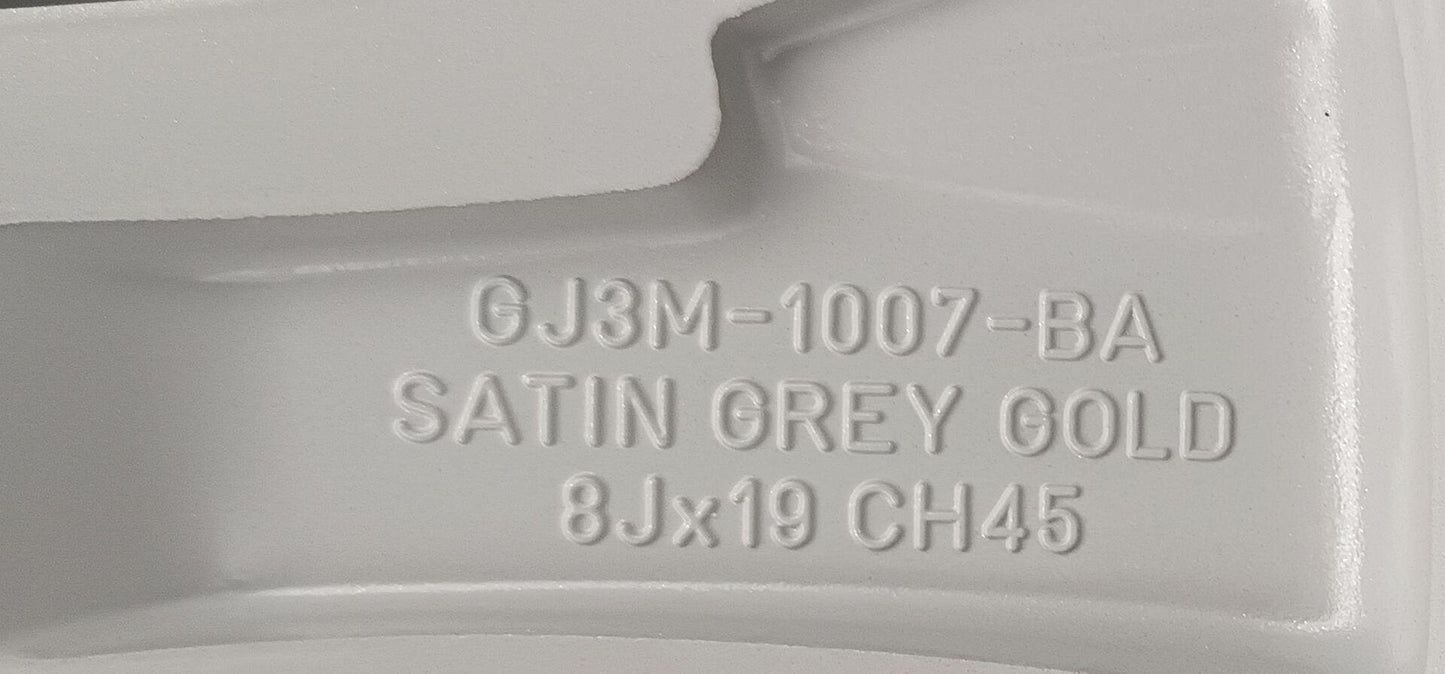 GJ3M-1007-BA
SATIN GREY GOLD
8Jx19 CH45